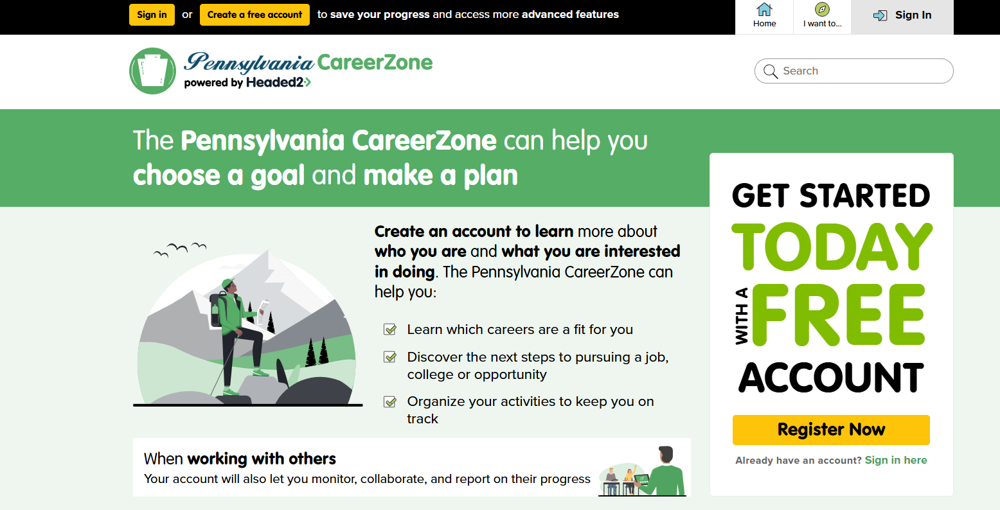 Sign in or Create a free account to save your progress and access more advanced features
Home
I want to...
Sign In
Pennsylvania CareerZone
powered by Headed2
Search
The Pennsylvania CareerZone can help you
choose a goal and make a plan
Create an account to learn more about
who you are and what you are interested
in doing. The Pennsylvania CareerZone can
help you:
Learn which careers are a fit for you
Discover the next steps to pursuing a job,
college or opportunity
Organize your activities to keep you on
track
When working with others
Your account will also let you monitor, collaborate, and report on their progress
GET STARTED
TODAY
WITH A
FREE
ACCOUNT
Register Now
Already have an account? Sign in here